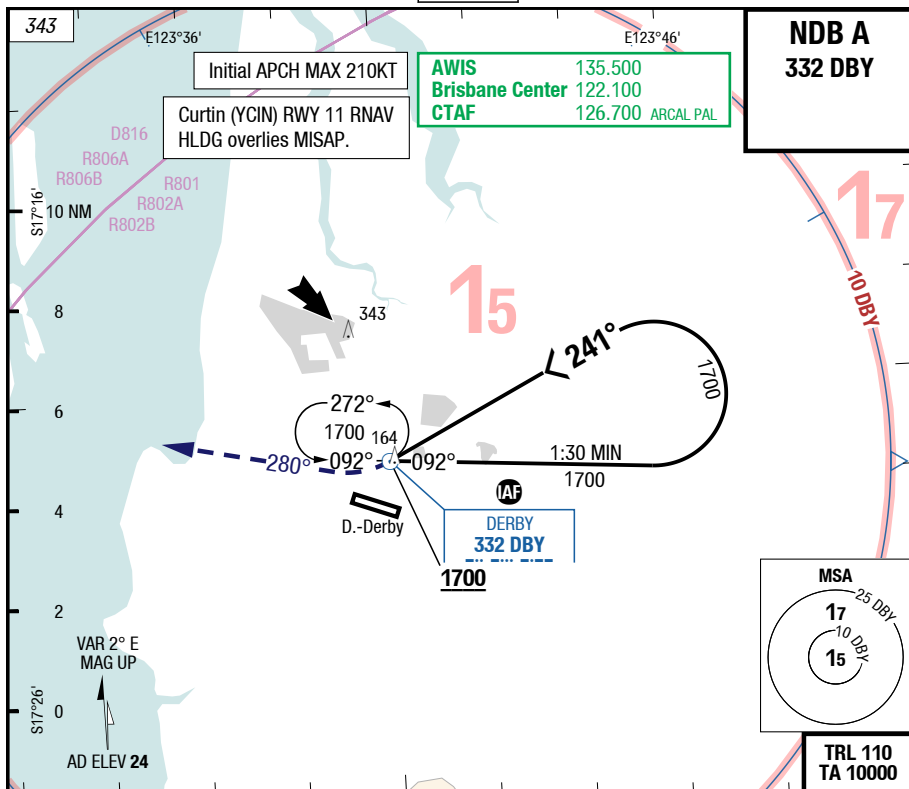 343
E123°36'
E123°46'
NDB A
332 DBY
Initial APCH MAX 210KT
AWIS 135.500
Brisbane Center 122.100
CTAF 126.700 ARCAL PAL
Curtin (YCIN) RWY 11 RNAV
HLDG overlies MISAP.
D816
R806A
R806B
R801
R802A
R802B
S17°16'
10 NM
17
15
10 DBY
8
343
241°
1700
6
272°
1700
164
092°
092°
1:30 MIN
1700
280°
IAF
4
D.-Derby
DERBY
332 DBY
1700
MSA
25 DBY
17
10 DBY
15
2
VAR 2° E
MAG UP
S17°26'
0
AD ELEV 24
TRL 110
TA 10000